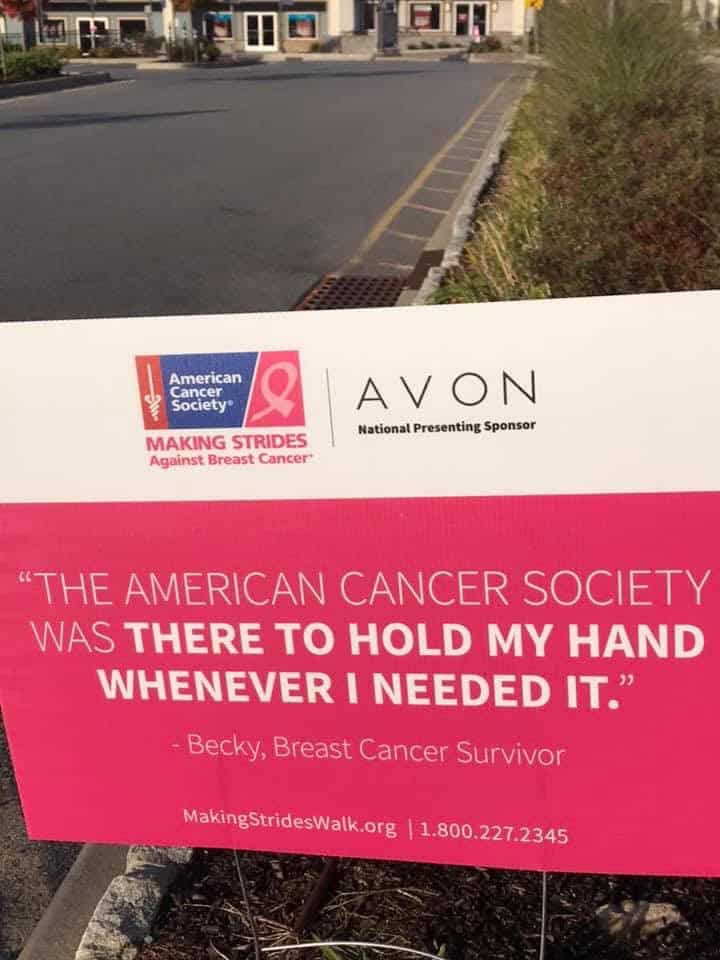 American
Cancer
Society®
MAKING STRIDES
Against Breast Cancer®
AVON
National Presenting Sponsor
“THE AMERICAN CANCER SOCIETY
WAS THERE TO HOLD MY HAND
WHENEVER I NEEDED IT.”
- Becky, Breast Cancer Survivor
MakingStridesWalk.org | 1.800.227.2345